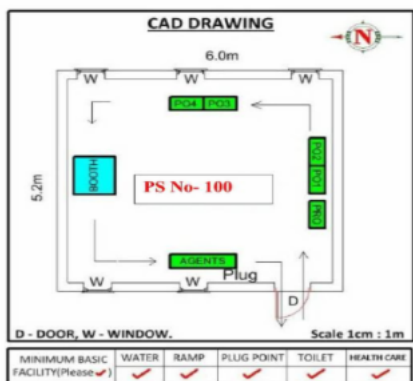 CAD DRAWING
N
6.0m
W W W
PO4 PO3
5.2m
BOOTH
PS No- 100
PO2 PO1
PRO
AGENTS
Plug
W W
D
D - DOOR, W - WINDOW. Scale 1cm : 1m
MINIMUM BASIC FACILITY(Please ✓) WATER RAMP PLUG POINT TOILET HEALTH CARE
✓ ✓ ✓ ✓ ✓